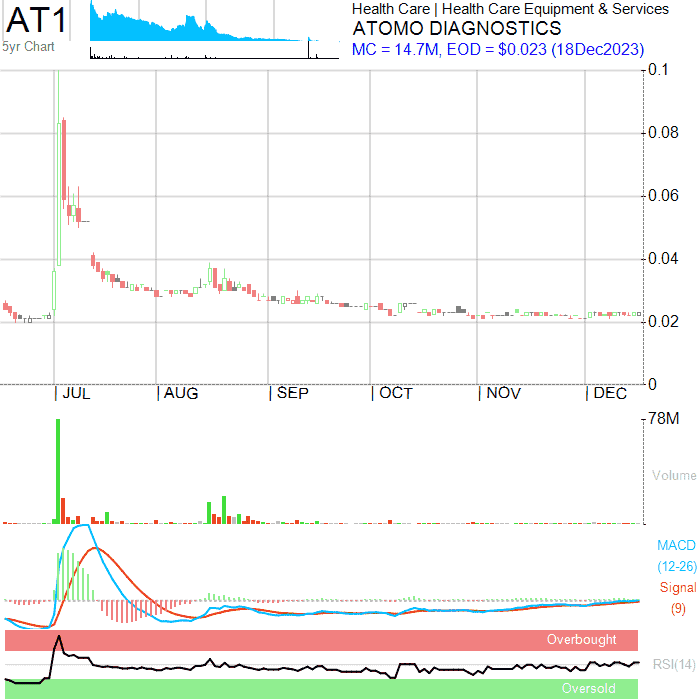 AT1
5yr Chart
Health Care | Health Care Equipment & Services
ATOMO DIAGNOSTICS
MC = 14.7M, EOD = $0.023 (18Dec2023)
0.1
0.08
0.06
0.04
0.02
0
JUL AUG SEP OCT NOV DEC
78M
Volume
MACD
(12-26)
Signal
(9)
Overbought
RSI(14)
Oversold